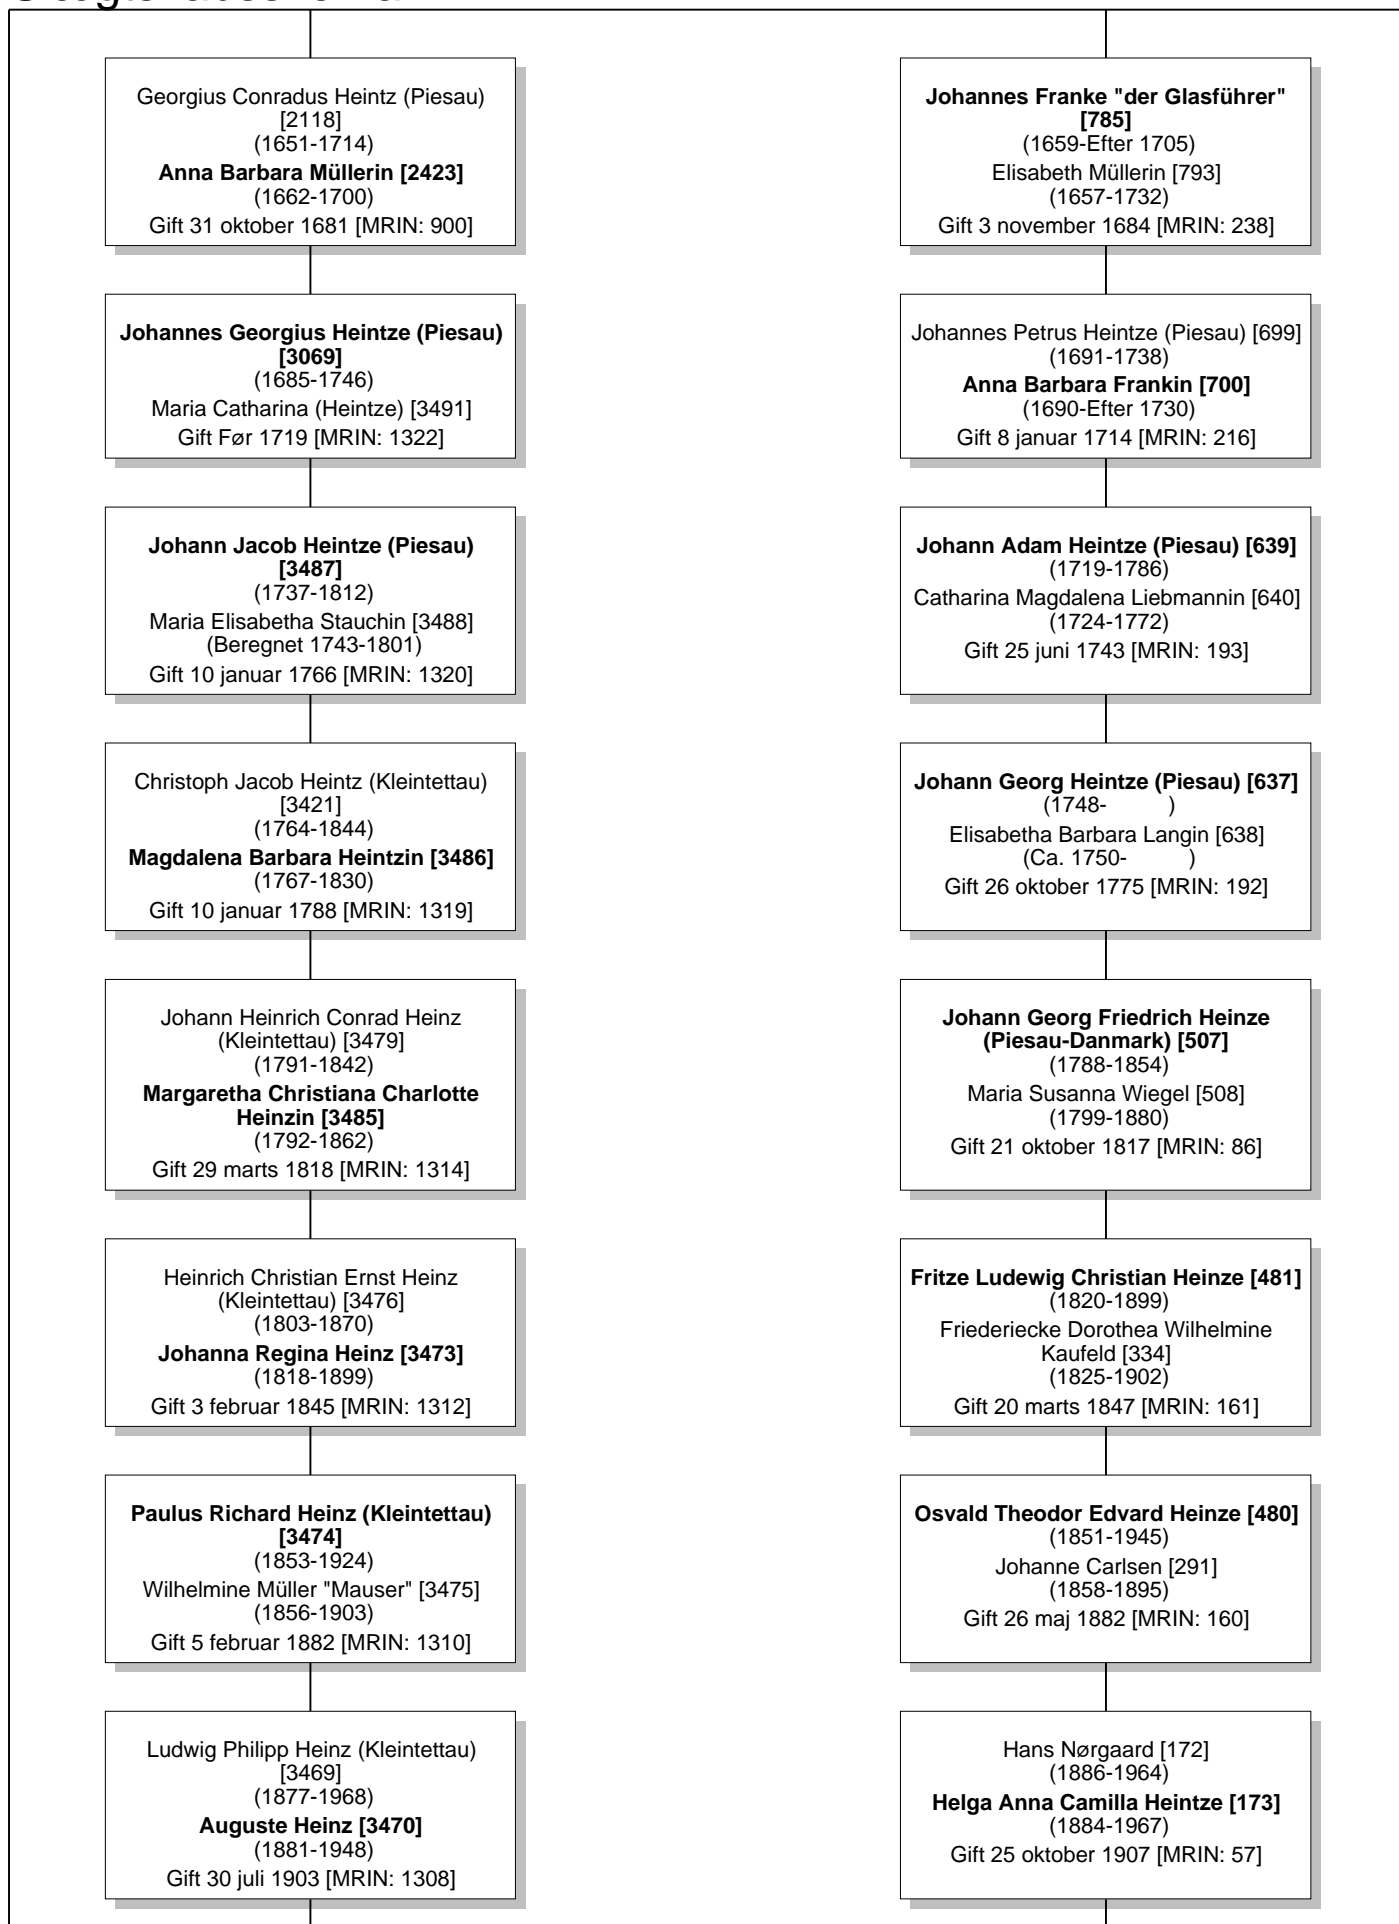 Georgius Conradus Heintz (Piesau)
[2118]
(1651-1714)
Anna Barbara Müllerin [2423]
(1662-1700)
Gift 31 oktober 1681 [MRIN: 900]
Johannes Georgius Heintze (Piesau)
[3069]
(1685-1746)
Maria Catharina (Heintze) [3491]
Gift Før 1719 [MRIN: 1322]
Johann Jacob Heintze (Piesau)
[3487]
(1737-1812)
Maria Elisabetha Stauchin [3488]
(Beregnet 1743-1801)
Gift 10 januar 1766 [MRIN: 1320]
Christoph Jacob Heintz (Kleintettau)
[3421]
(1764-1844)
Magdalena Barbara Heintzin [3486]
(1767-1830)
Gift 10 januar 1788 [MRIN: 1319]
Johann Heinrich Conrad Heinz
(Kleintettau) [3479]
(1791-1842)
Margaretha Christiana Charlotte
Heinzin [3485]
(1792-1862)
Gift 29 marts 1818 [MRIN: 1314]
Heinrich Christian Ernst Heinz
(Kleintettau) [3476]
(1803-1870)
Johanna Regina Heinz [3473]
(1818-1899)
Gift 3 februar 1845 [MRIN: 1312]
Paulus Richard Heinz (Kleintettau)
[3474]
(1853-1924)
Wilhelmine Müller "Mauser" [3475]
(1856-1903)
Gift 5 februar 1882 [MRIN: 1310]
Ludwig Philipp Heinz (Kleintettau)
[3469]
(1877-1968)
Auguste Heinz [3470]
(1881-1948)
Gift 30 juli 1903 [MRIN: 1308]
Johannes Franke "der Glasführer"
[785]
(1659-Efter 1705)
Elisabeth Müllerin [793]
(1657-1732)
Gift 3 november 1684 [MRIN: 238]
Johannes Petrus Heintze (Piesau) [699]
(1691-1738)
Anna Barbara Frankin [700]
(1690-Efter 1730)
Gift 8 januar 1714 [MRIN: 216]
Johann Adam Heintze (Piesau) [639]
(1719-1786)
Catharina Magdalena Liebmannin [640]
(1724-1772)
Gift 25 juni 1743 [MRIN: 193]
Johann Georg Heintze (Piesau) [637]
(1748- )
Elisabetha Barbara Langin [638]
(Ca. 1750- )
Gift 26 oktober 1775 [MRIN: 192]
Johann Georg Friedrich Heinze
(Piesau-Danmark) [507]
(1788-1854)
Maria Susanna Wiegel [508]
(1799-1880)
Gift 21 oktober 1817 [MRIN: 86]
Fritze Ludewig Christian Heinze [481]
(1820-1899)
Friederiecke Dorothea Wilhelmine
Kaufeld [334]
(1825-1902)
Gift 20 marts 1847 [MRIN: 161]
Osvald Theodor Edvard Heinze [480]
(1851-1945)
Johanne Carlsen [291]
(1858-1895)
Gift 26 maj 1882 [MRIN: 160]
Hans Nørgaard [172]
(1886-1964)
Helga Anna Camilla Heintze [173]
(1884-1967)
Gift 25 oktober 1907 [MRIN: 57]